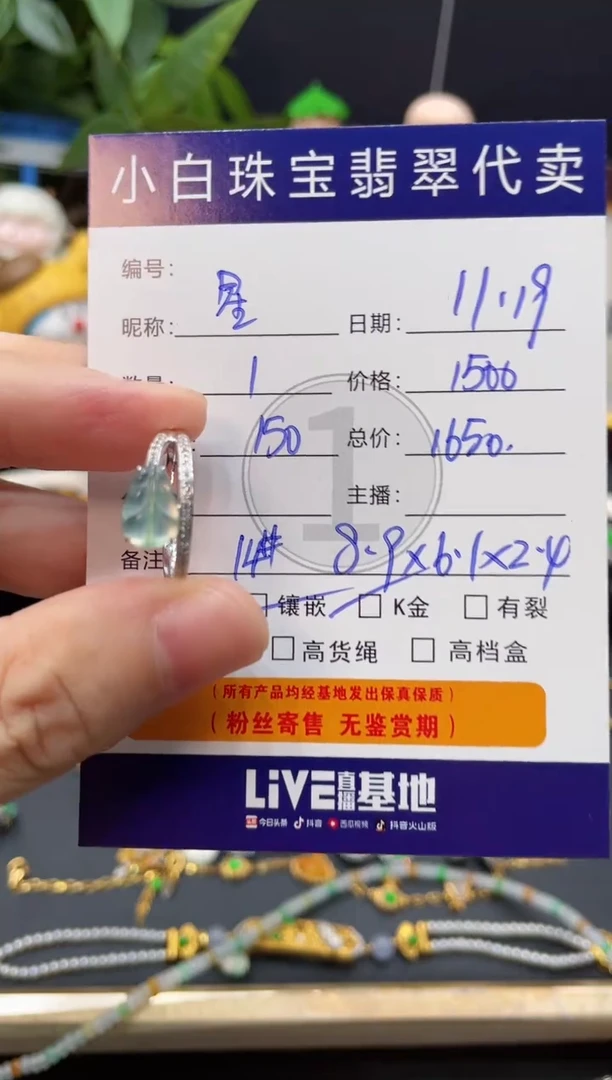 小白珠宝翡翠代卖
编号:
昵称: 星 日期: 11.19
数量: 1 价格: 1500
150 总价: 1650.
主播:
备注 14# 8.9×6.1×2.4
镶嵌 K金 有裂
高货绳 高档盒
(所有产品均经基地发出保真保质)
(粉丝寄售 无鉴赏期)
LiVE直播基地
今日头条 抖音 西瓜视频 抖音火山版
1